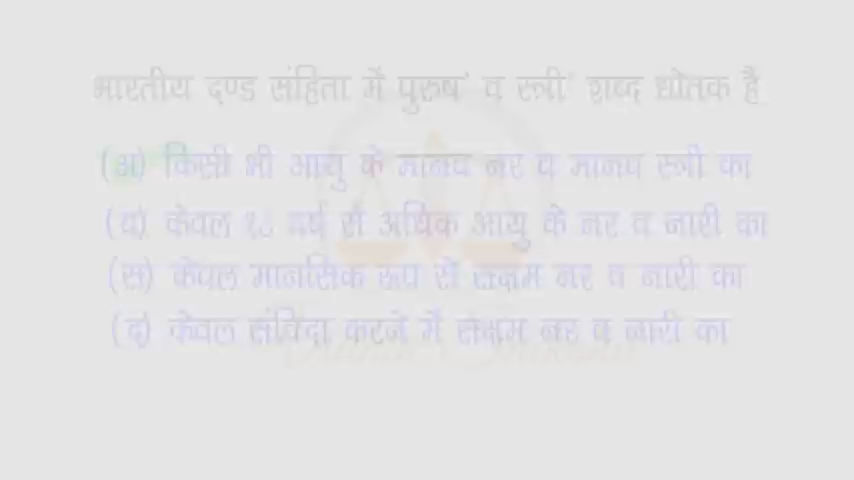 भारतीय दण्ड संहिता में पुरुष' व स्त्री' शब्द धोतक है
(अ) किसी भी आयु के मानव नर व मानव स्त्री का
(ब) केवल १८ वर्ष से अधिक आयु के नर व नारी का
(स) केवल मानसिक रूप से सक्षम नर व नारी का
(द) केवल संविदा करने में सक्षम नर व नारी का